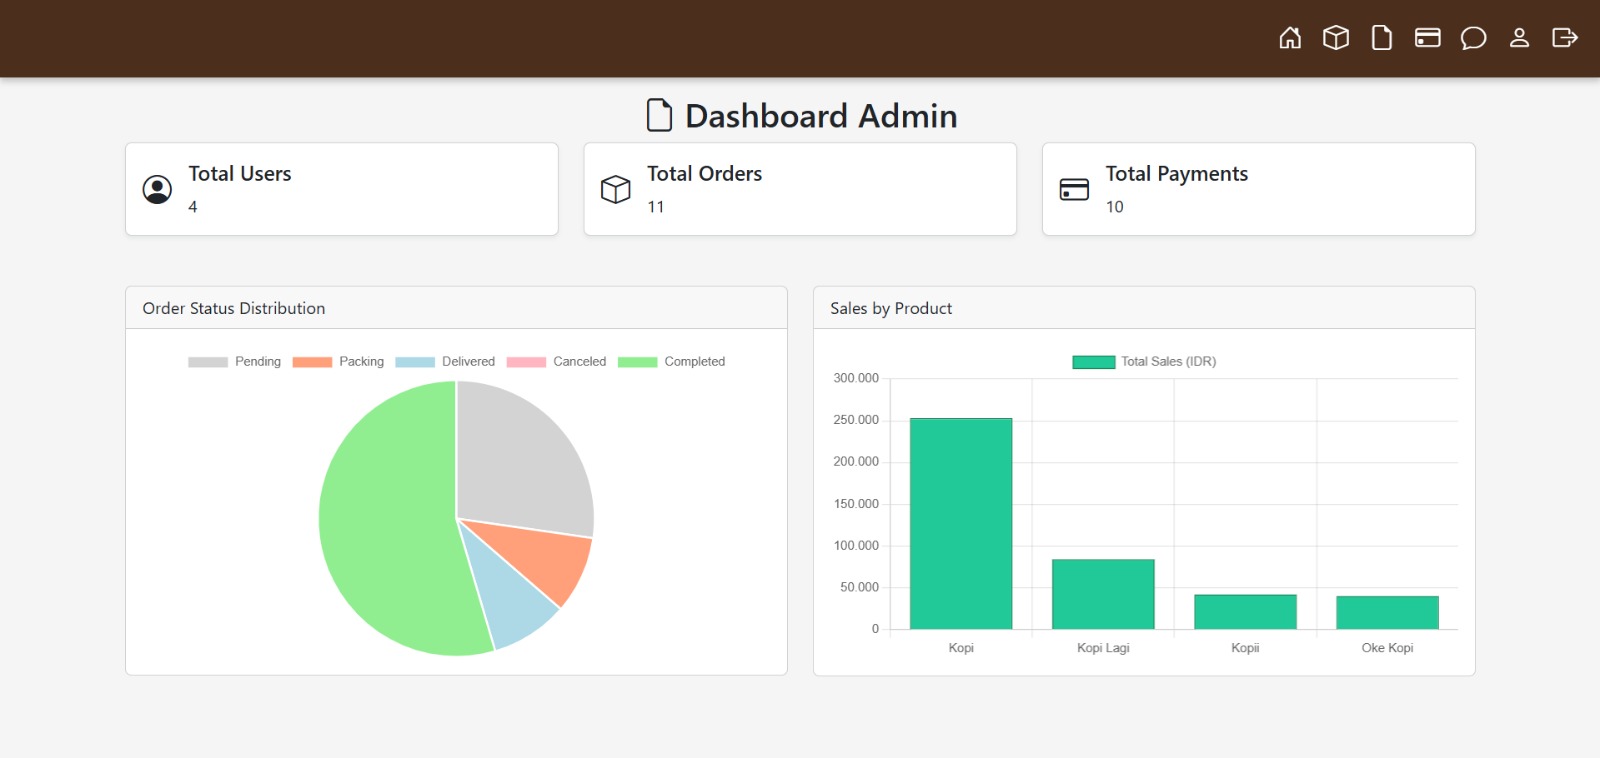 Dashboard Admin
Total Users
4
Total Orders
11
Total Payments
10
Order Status Distribution
Pending Packing Delivered Canceled Completed
Sales by Product
Total Sales (IDR)
300.000
250.000
200.000
150.000
100.000
50.000
0
Kopi Kopi Lagi Kopii Oke Kopi